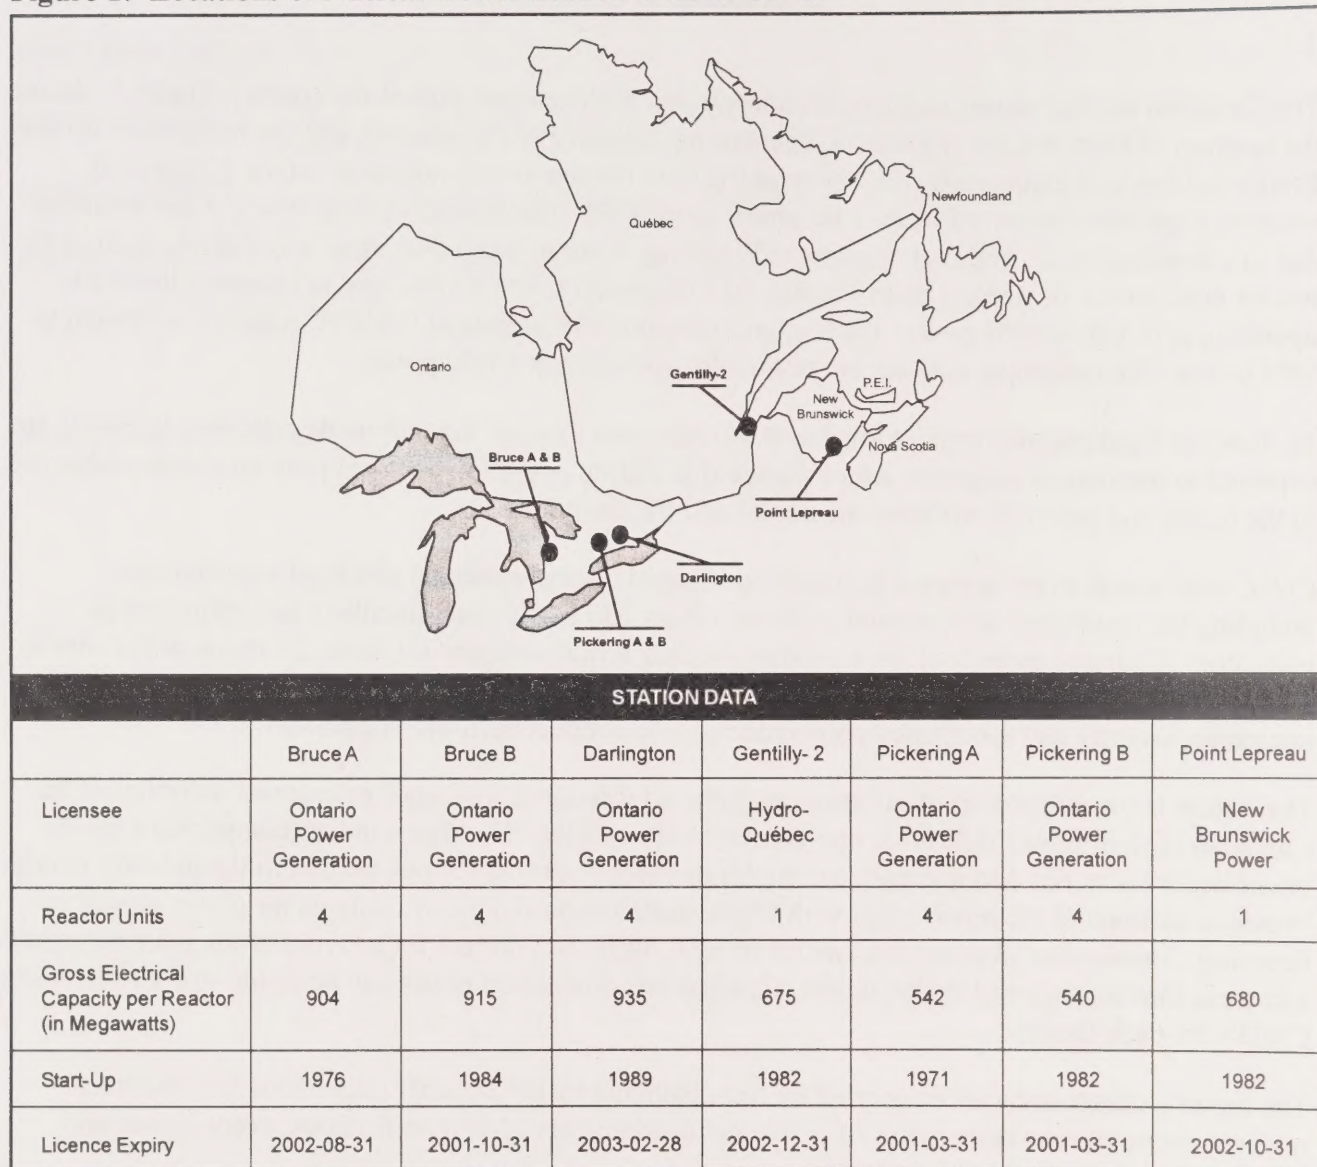 Québec
Newfoundland
Ontario
Gentilly-2
P.E.I.
New
Brunswick
Nova Scotia
Bruce A & B
Point Lepreau
Darlington
Pickering A & B
STATION DATA
Bruce A Bruce B Darlington Gentilly- 2 Pickering A Pickering B Point Lepreau
Licensee Ontario Ontario Ontario Hydro- Ontario Ontario New
Power Power Power Québec Power Power Brunswick
Generation Generation Generation Generation Generation Power
Reactor Units 4 4 4 1 4 4 1
Gross Electrical
Capacity per Reactor 904 915 935 675 542 540 680
(in Megawatts)
Start-Up 1976 1984 1989 1982 1971 1982 1982
Licence Expiry 2002-08-31 2001-10-31 2003-02-28 2002-12-31 2001-03-31 2001-03-31 2002-10-31